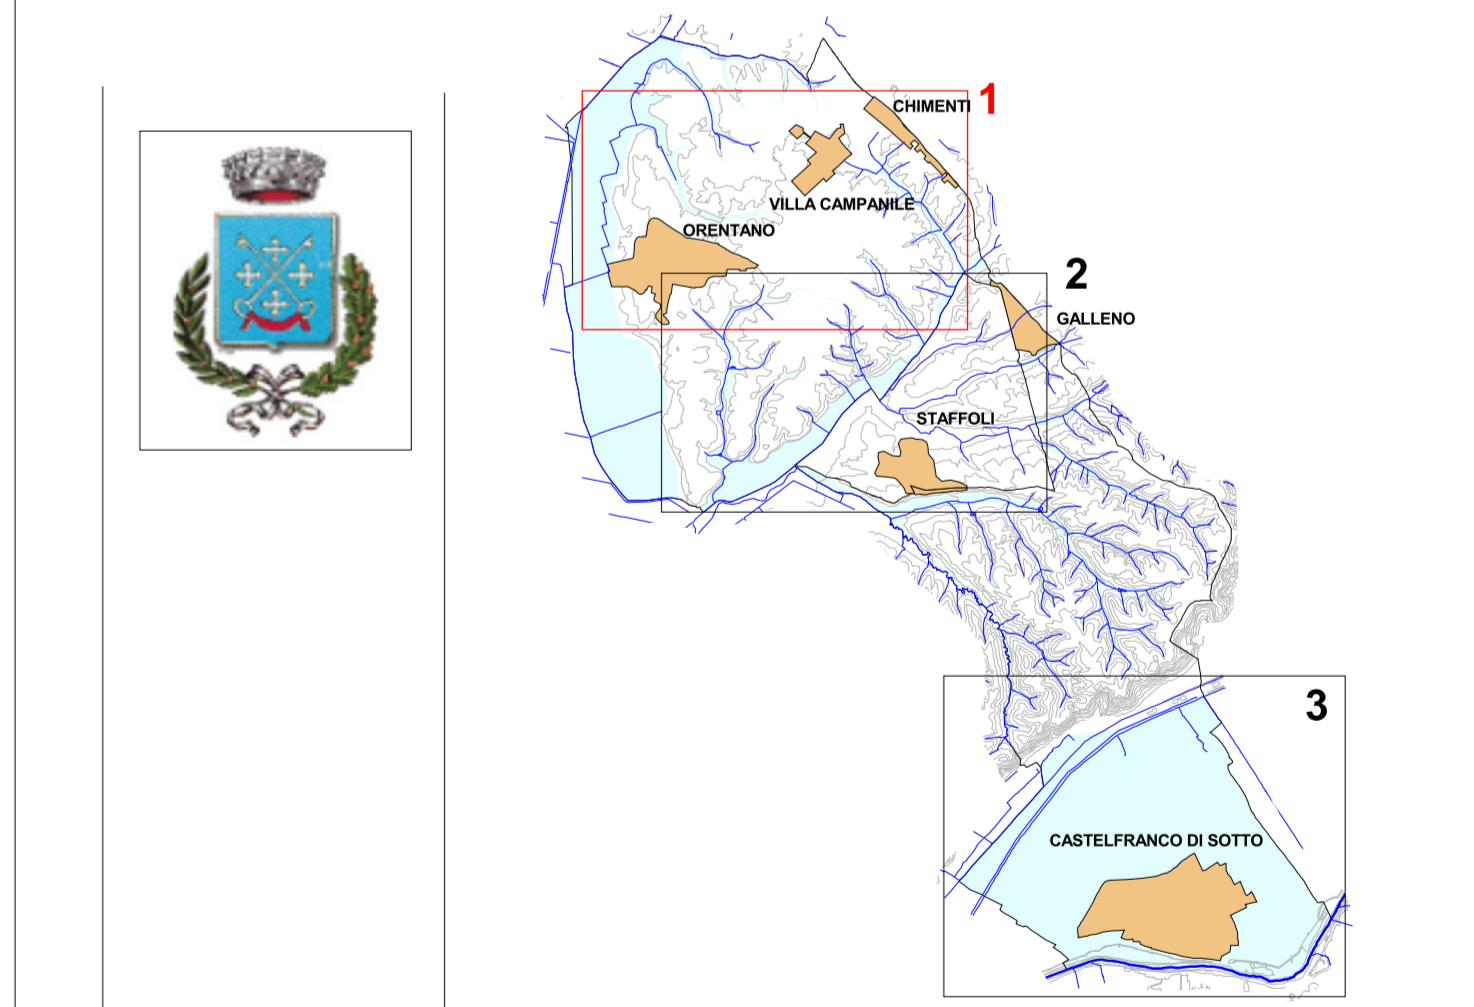 CHIMENTI
1
VILLA CAMPANILE
ORENTANO
2
GALLENO
STAFFOLI
3
CASTELFRANCO DI SOTTO